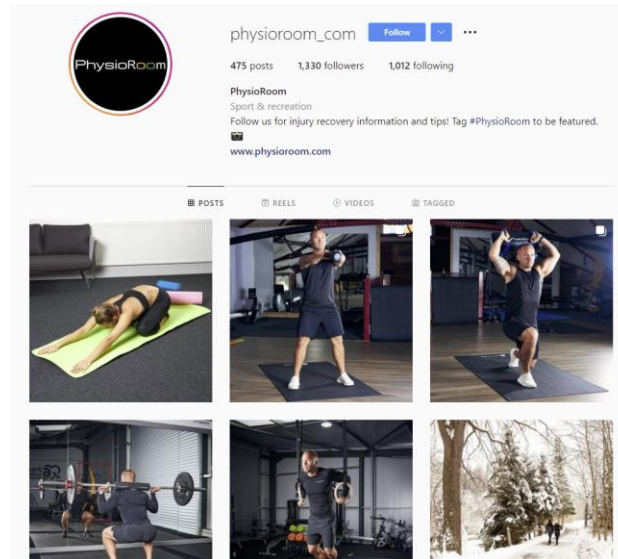 PhysioRoom
physioroom_com Follow
475 posts 1,330 followers 1,012 following
PhysioRoom
Sport & recreation
Follow us for injury recovery information and tips! Tag #PhysioRoom to be featured.
www.physioroom.com
POSTS REELS VIDEOS TAGGED